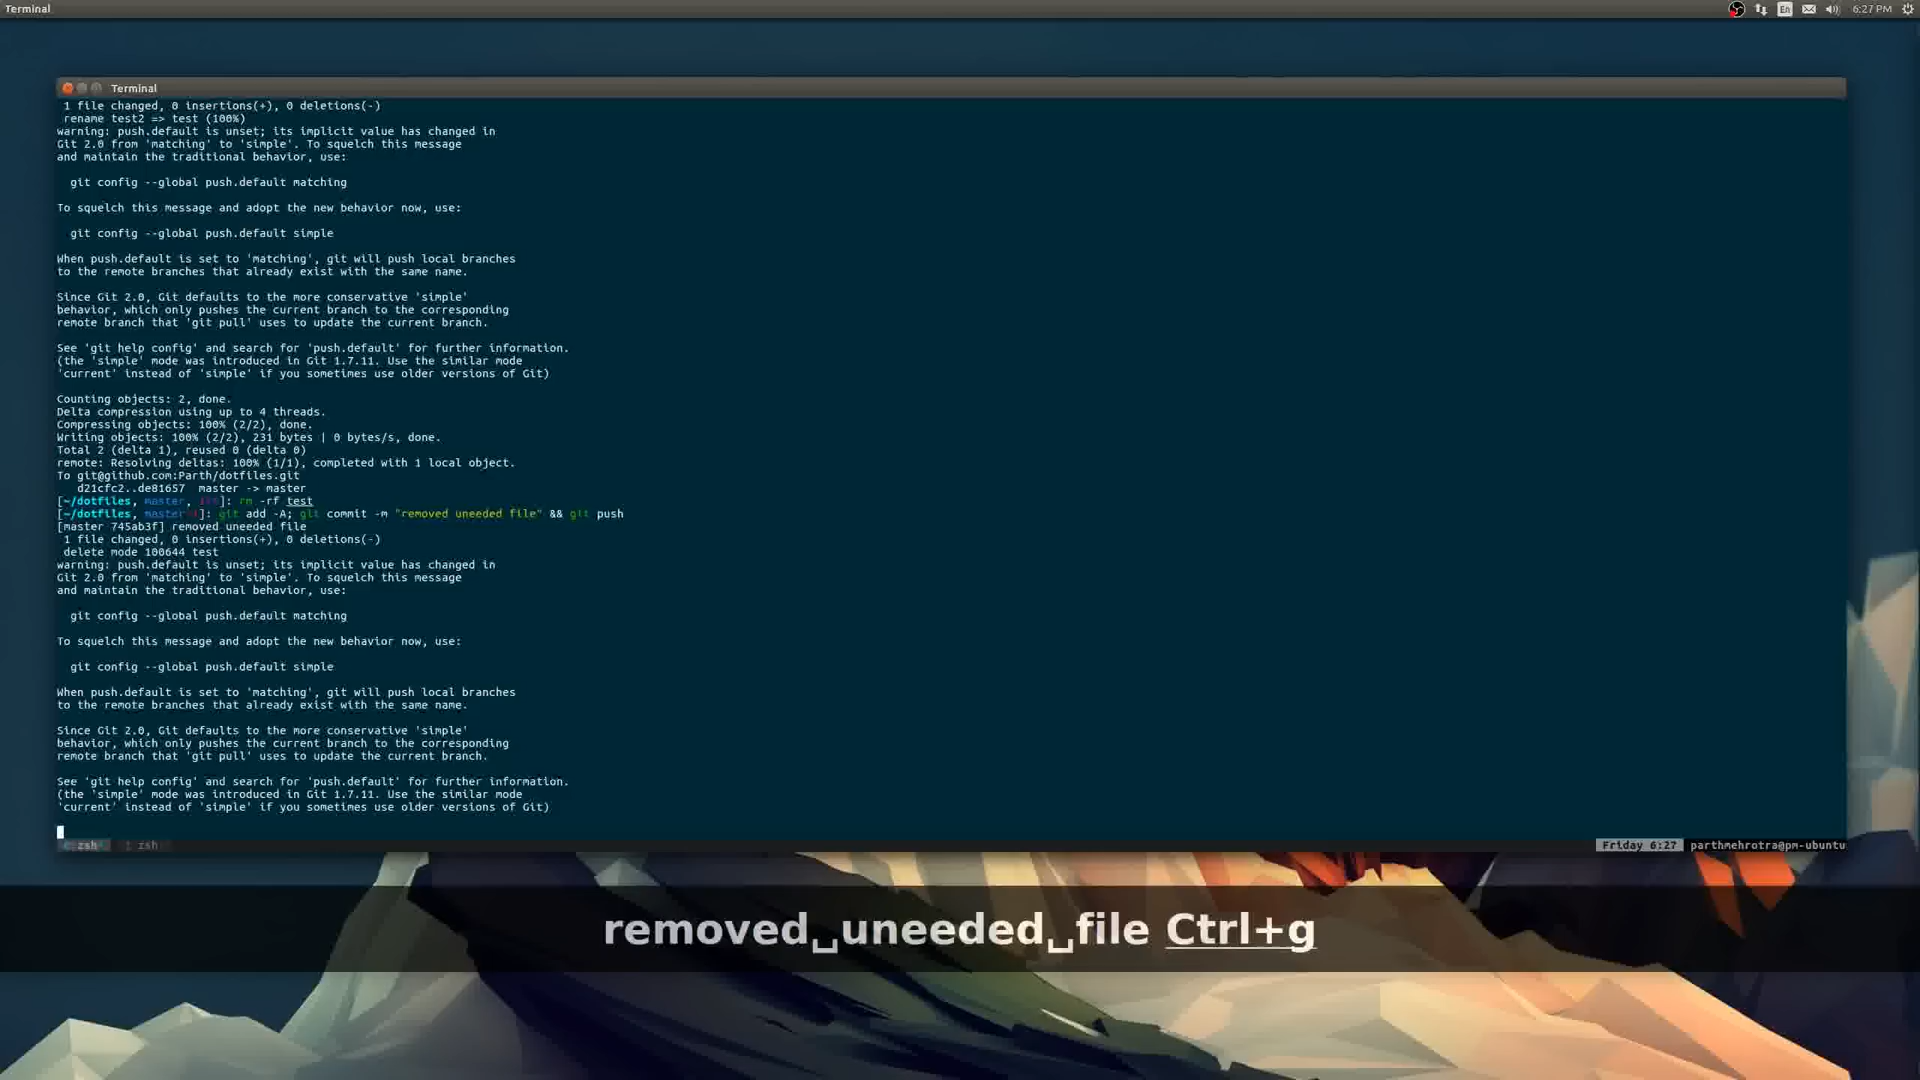 Terminal
En 6:27 PM
Terminal
1 file changed, 0 insertions(+), 0 deletions(-)
rename test2 => test (100%)
warning: push.default is unset; its implicit value has changed in
Git 2.0 from 'matching' to 'simple'. To squelch this message
and maintain the traditional behavior, use:
git config --global push.default matching
To squelch this message and adopt the new behavior now, use:
git config --global push.default simple
When push.default is set to 'matching', git will push local branches
to the remote branches that already exist with the same name.
Since Git 2.0, Git defaults to the more conservative 'simple'
behavior, which only pushes the current branch to the corresponding
remote branch that 'git pull' uses to update the current branch.
See 'git help config' and search for 'push.default' for further information.
(the 'simple' mode was introduced in Git 1.7.11. Use the similar mode
'current' instead of 'simple' if you sometimes use older versions of Git)
Counting objects: 2, done.
Delta compression using up to 4 threads.
Compressing objects: 100% (2/2), done.
Writing objects: 100% (2/2), 231 bytes | 0 bytes/s, done.
Total 2 (delta 1), reused 0 (delta 0)
remote: Resolving deltas: 100% (1/1), completed with 1 local object.
To git@github.com:Parth/dotfiles.git
d21cfc2..de81657 master -> master
[~/dotfiles, master, ]: rm -rf test
[~/dotfiles, master ]: git add -A; git commit -m "removed uneeded file" && git push
[master 745ab3f] removed uneeded file
1 file changed, 0 insertions(+), 0 deletions(-)
delete mode 100644 test
warning: push.default is unset; its implicit value has changed in
Git 2.0 from 'matching' to 'simple'. To squelch this message
and maintain the traditional behavior, use:
git config --global push.default matching
To squelch this message and adopt the new behavior now, use:
git config --global push.default simple
When push.default is set to 'matching', git will push local branches
to the remote branches that already exist with the same name.
Since Git 2.0, Git defaults to the more conservative 'simple'
behavior, which only pushes the current branch to the corresponding
remote branch that 'git pull' uses to update the current branch.
See 'git help config' and search for 'push.default' for further information.
(the 'simple' mode was introduced in Git 1.7.11. Use the similar mode
'current' instead of 'simple' if you sometimes use older versions of Git)
zsh zsh Friday 6:27 parthmehrotra@pm-ubuntu
removed␣uneeded␣file Ctrl+g